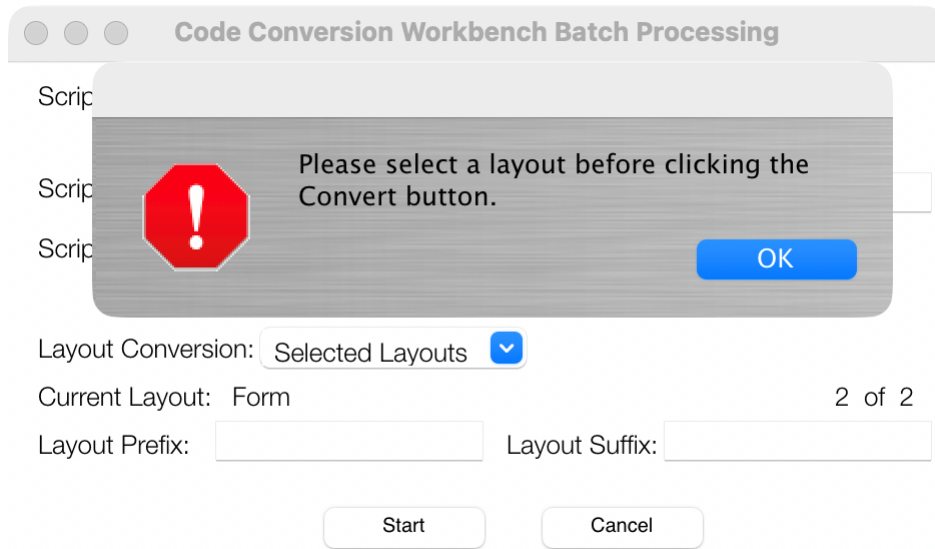 Code Conversion Workbench Batch Processing
Please select a layout before clicking the
Convert button.
OK
Layout Conversion: Selected Layouts
Current Layout: Form 2 of 2
Layout Prefix: Layout Suffix:
Start Cancel